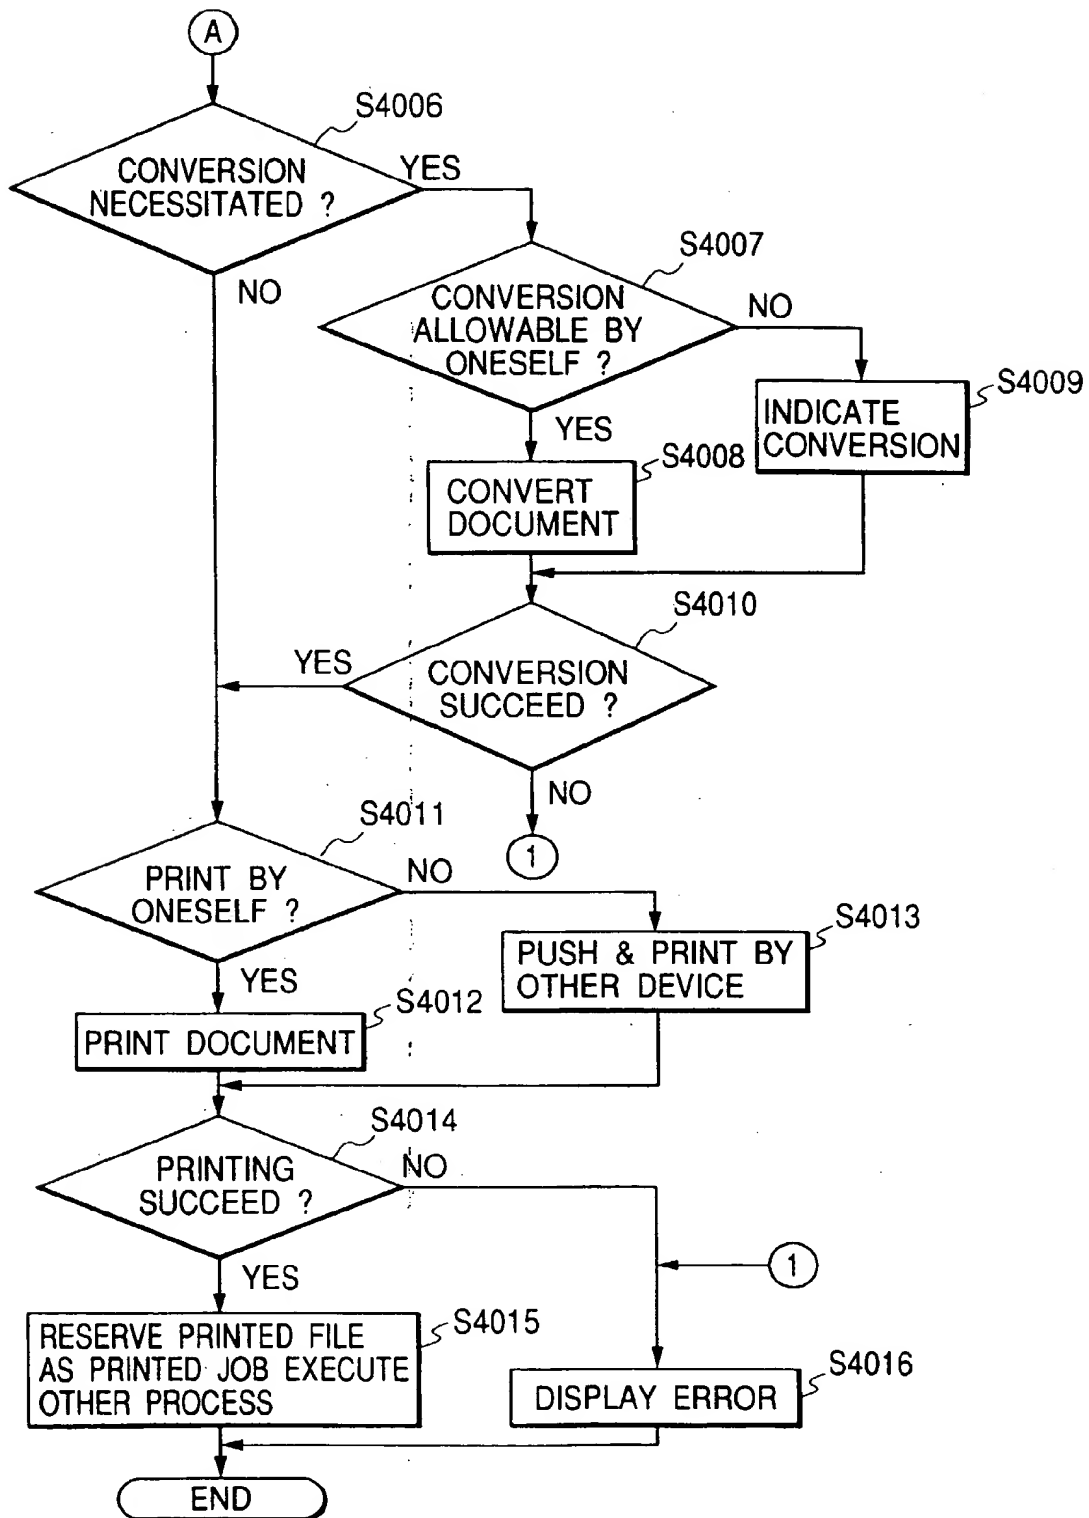 A
S4006
CONVERSION
NECESSITATED ?
YES
NO
S4007
CONVERSION
ALLOWABLE BY
ONESELF ?
NO
YES
S4009
INDICATE
CONVERSION
S4008
CONVERT
DOCUMENT
S4010
CONVERSION
SUCCEED ?
YES
NO
1
S4011
PRINT BY
ONESELF ?
NO
YES
S4013
PUSH & PRINT BY
OTHER DEVICE
S4012
PRINT DOCUMENT
S4014
PRINTING
SUCCEED ?
NO
YES
1
S4015
RESERVE PRINTED FILE
AS PRINTED JOB EXECUTE
OTHER PROCESS
S4016
DISPLAY ERROR
END